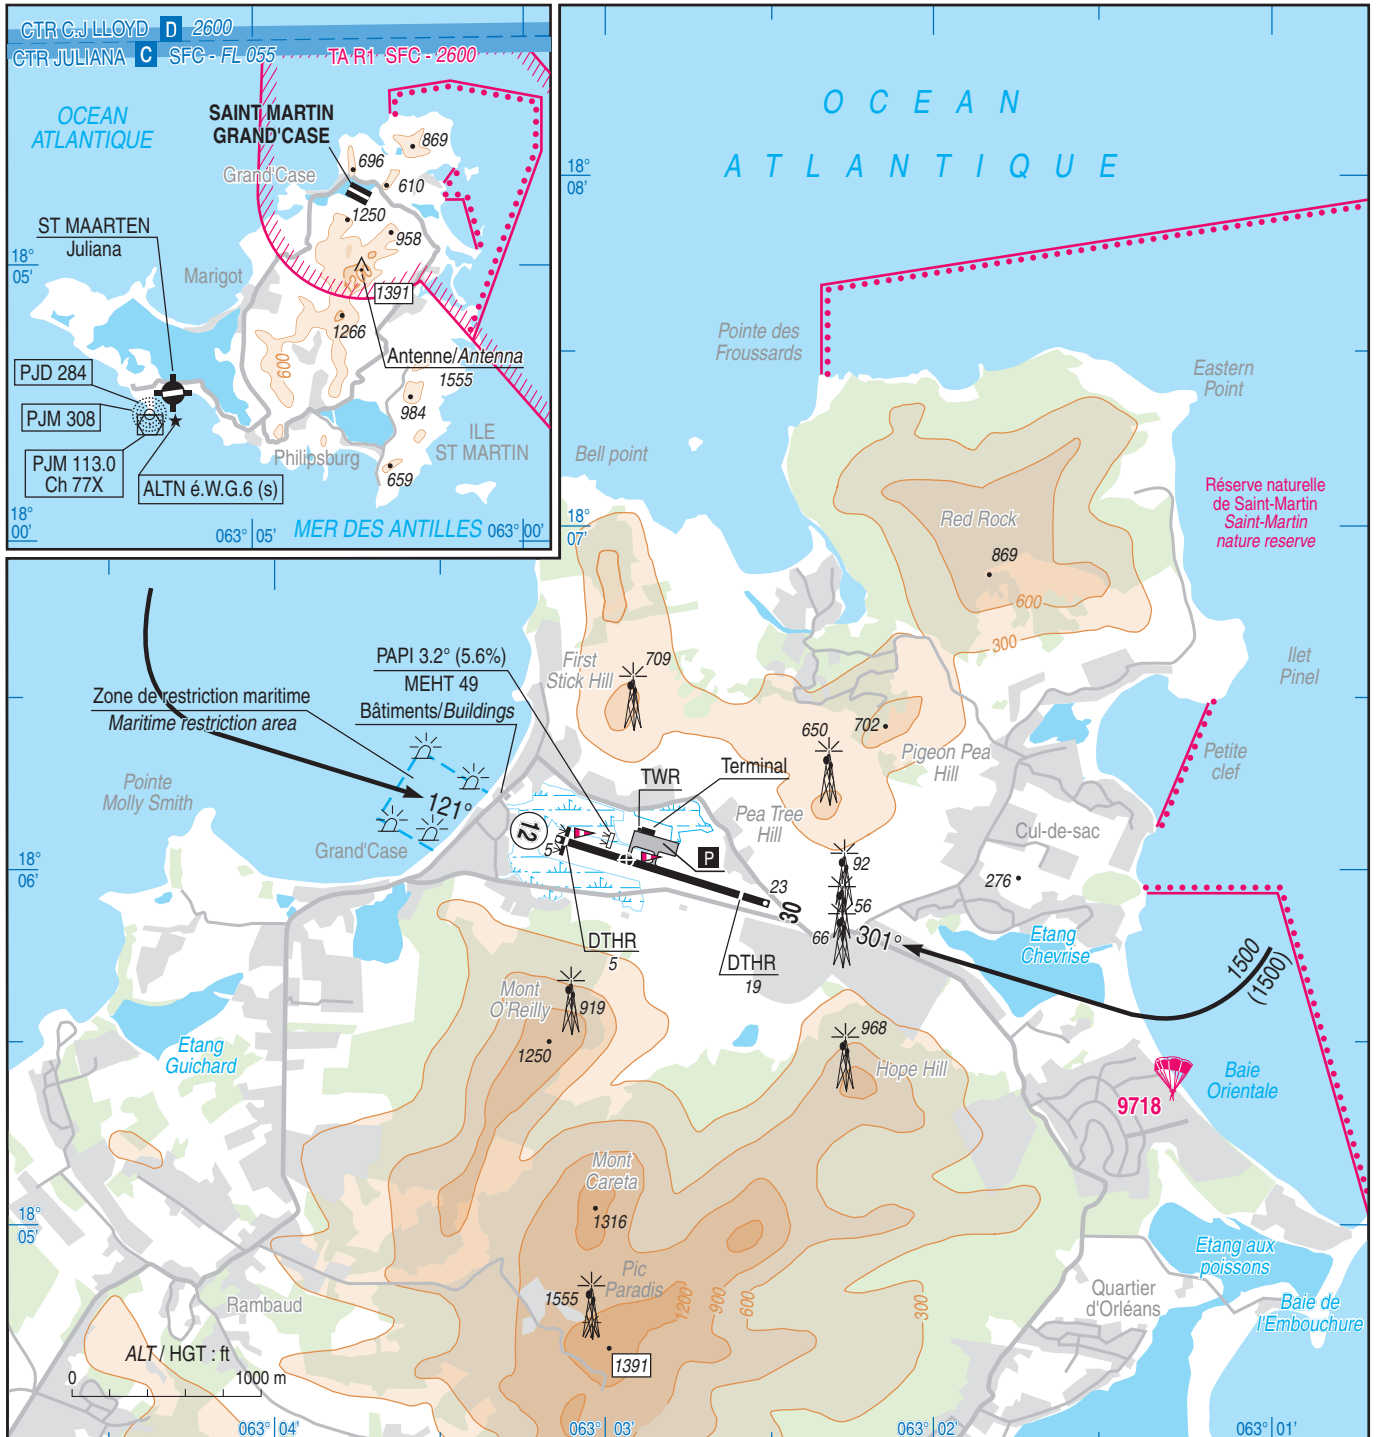 CTR C.J LLOYD D 2600
CTR JULIANA C SFC - FL 055
TA R1 SFC - 2600
OCEAN
ATLANTIQUE
SAINT MARTIN
GRAND'CASE
Grand'Case
869
696
610
1250
958
ST MAARTEN
Juliana
18°
05'
Marigot
1200
1391
1266
600
Antenne/Antenna
1555
PJD 284
PJM 308
PJM 113.0
Ch 77X
ALTN é.W.G.6 (s)
984
ILE
ST MARTIN
Philipsburg
659
18°
00'
063° 05'
MER DES ANTILLES
063° 00'
OCEAN
ATLANTIQUE
18°
08'
Pointe des
Froussards
Eastern
Point
Bell point
Réserve naturelle
de Saint-Martin
Saint-Martin
nature reserve
18°
07'
Red Rock
869
600
300
PAPI 3.2° (5.6%)
MEHT 49
Bâtiments/Buildings
First
Stick Hill
709
Ilet
Pinel
Zone de restriction maritime
Maritime restriction area
650
702
Pigeon Pea
Hill
Petite
clef
Pointe
Molly Smith
121°
TWR
Terminal
Pea Tree
Hill
12
5
P
Cul-de-sac
Grand'Case
18°
06'
92
276
23
30
56
66
301°
DTHR
5
DTHR
19
Etang
Chevrise
1500
(1500)
Mont
O'Reilly
919
1250
968
Hope Hill
Etang
Guichard
Baie
Orientale
9718
Mont
Careta
1316
18°
05'
Etang aux
poissons
Pic
Paradis
1555
1200
900
600
300
Quartier
d'Orléans
Baie de
l'Embouchure
Rambaud
ALT / HGT : ft
0
1000 m
1391
063° 04'
063° 03'
063° 02'
063° 01'